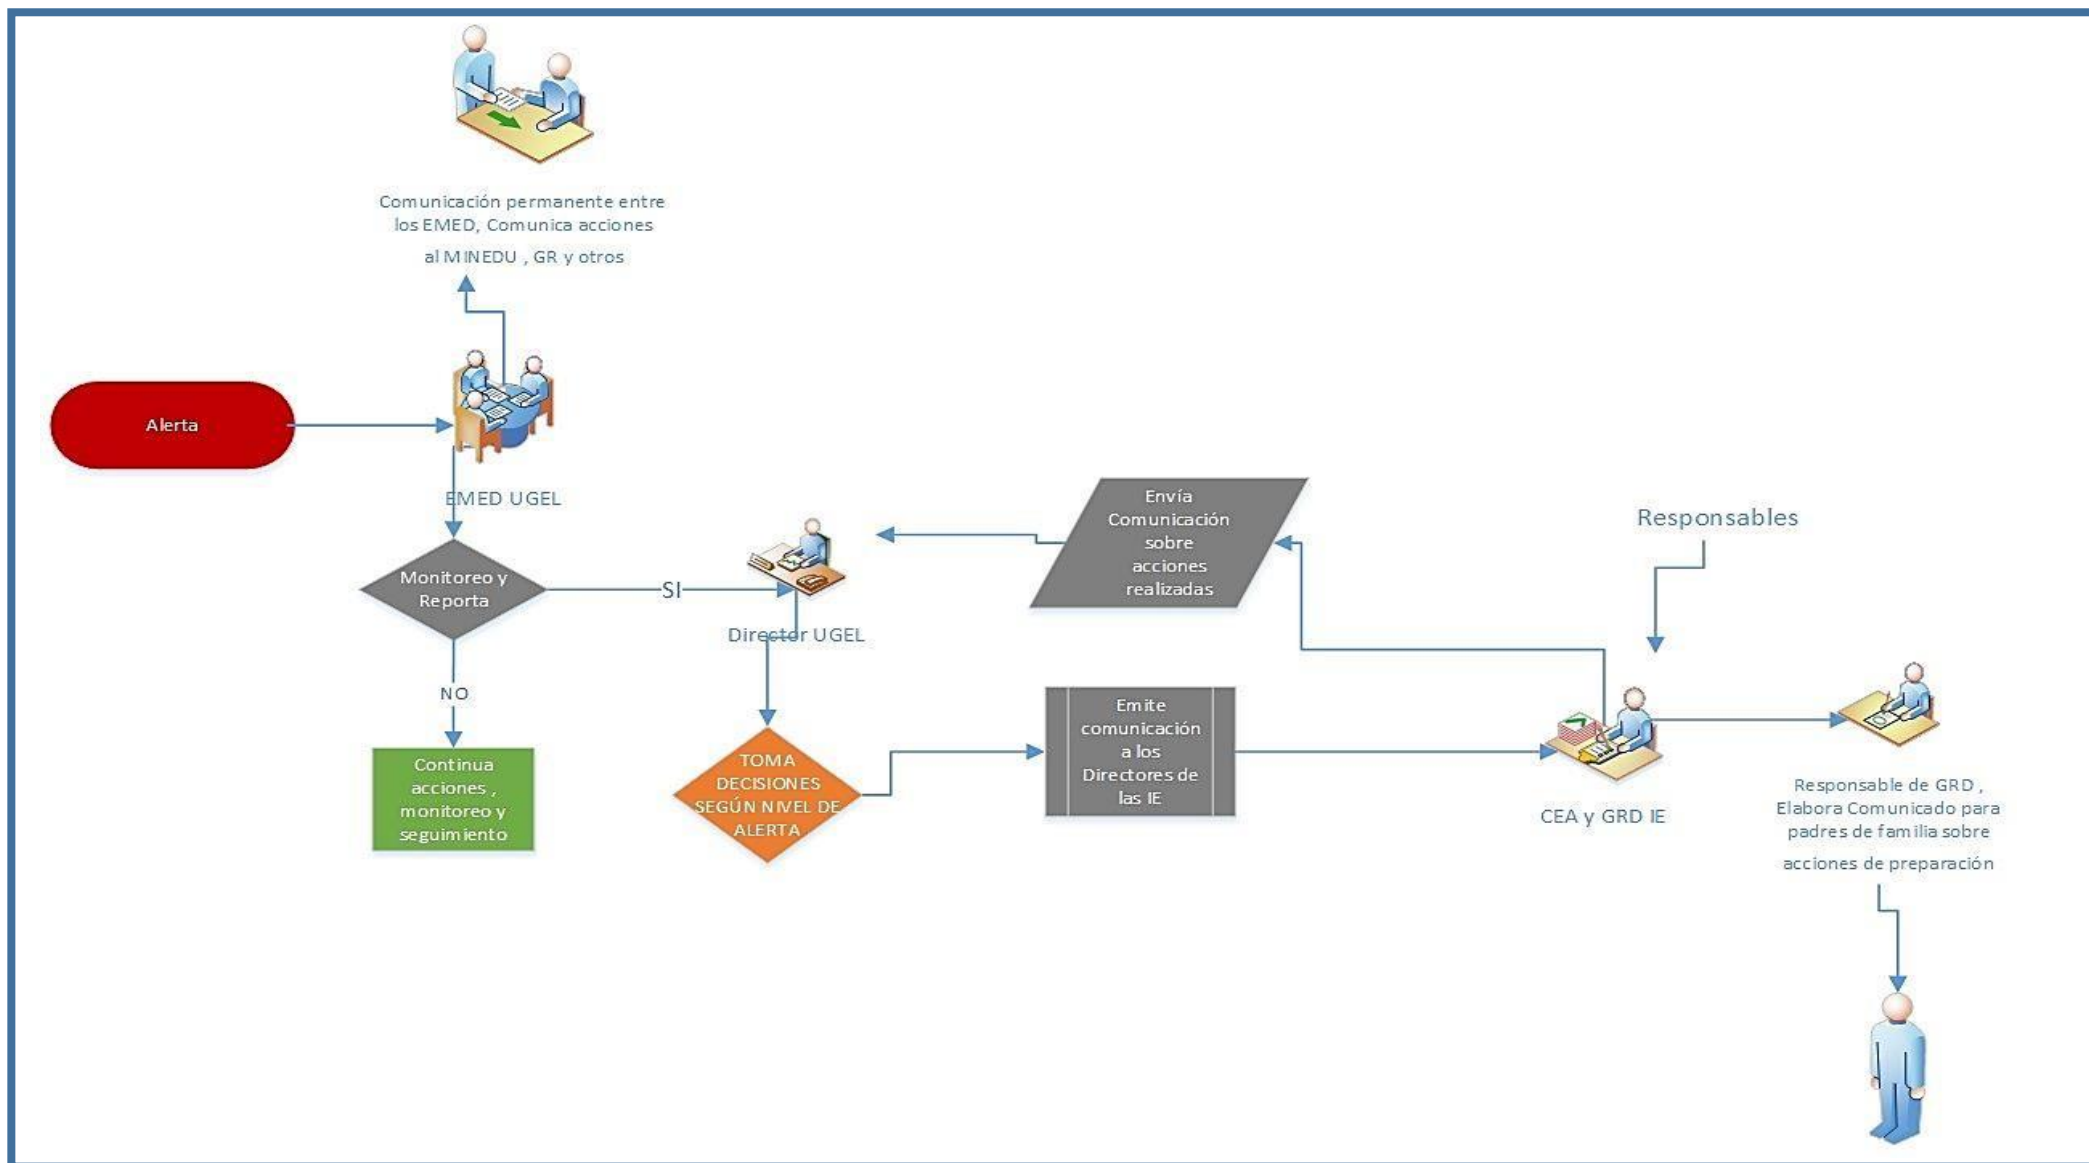 Comunicación permanente entre
los EMED, Comunica acciones
al MINEDU , GR y otros
Alerta
EMED UGEL
Monitoreo y
Reporta
SI
NO
Continua
acciones ,
monitoreo y
seguimiento
Director UGEL
TOMA
DECISIONES
SEGÚN NIVEL DE
ALERTA
Envía
Comunicación
sobre
acciones
realizadas
Emite
comunicación
a los
Directores de
las IE
Responsables
CEA y GRD IE
Responsable de GRD ,
Elabora Comunicado para
padres de familia sobre
acciones de preparación